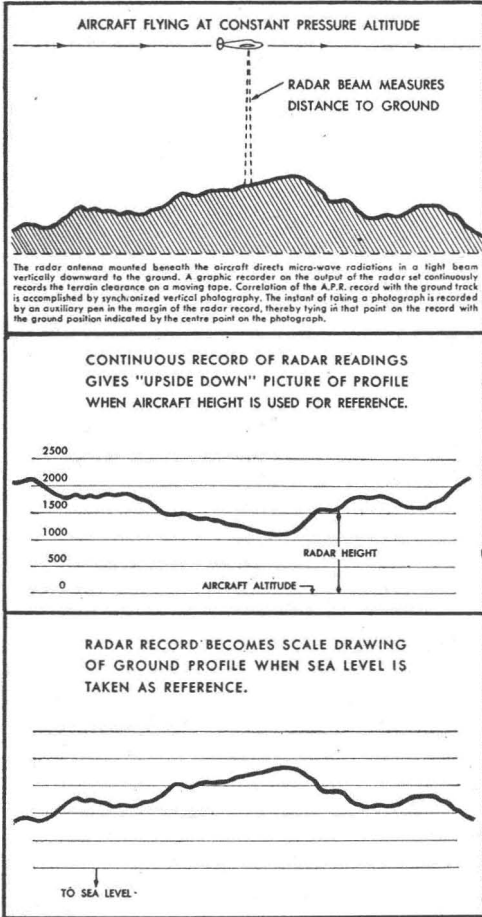 AIRCRAFT FLYING AT CONSTANT PRESSURE ALTITUDE
RADAR BEAM MEASURES
DISTANCE TO GROUND
The radar antenna mounted beneath the aircraft directs micro-wave radiations in a tight beam
vertically downward to the ground. A graphic recorder on the output of the radar set continuously
records the terrain clearance on a moving tape. Correlation of the A.P.R. record with the ground track
is accomplished by synchronized vertical photography. The instant of taking a photograph is recorded
by an auxiliary pen in the margin of the radar record, thereby tying in that point on the record with
the ground position indicated by the centre point on the photograph.
CONTINUOUS RECORD OF RADAR READINGS
GIVES "UPSIDE DOWN" PICTURE OF PROFILE
WHEN AIRCRAFT HEIGHT IS USED FOR REFERENCE.
2500
2000
1500
1000
RADAR HEIGHT
500
0
AIRCRAFT ALTITUDE
RADAR RECORD BECOMES SCALE DRAWING
OF GROUND PROFILE WHEN SEA LEVEL IS
TAKEN AS REFERENCE.
TO SEA LEVEL